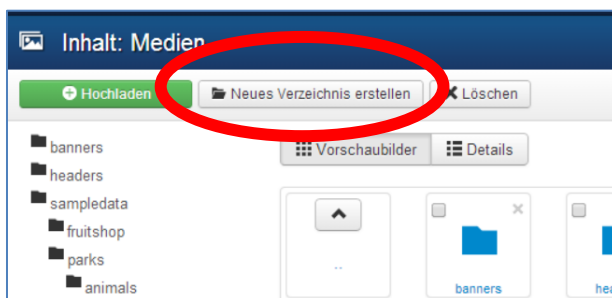 Inhalt: Medien
Hochladen
Neues Verzeichnis erstellen
Löschen
banners
headers
sampledata
fruitshop
parks
animals
Vorschaubilder
Details
..
banners